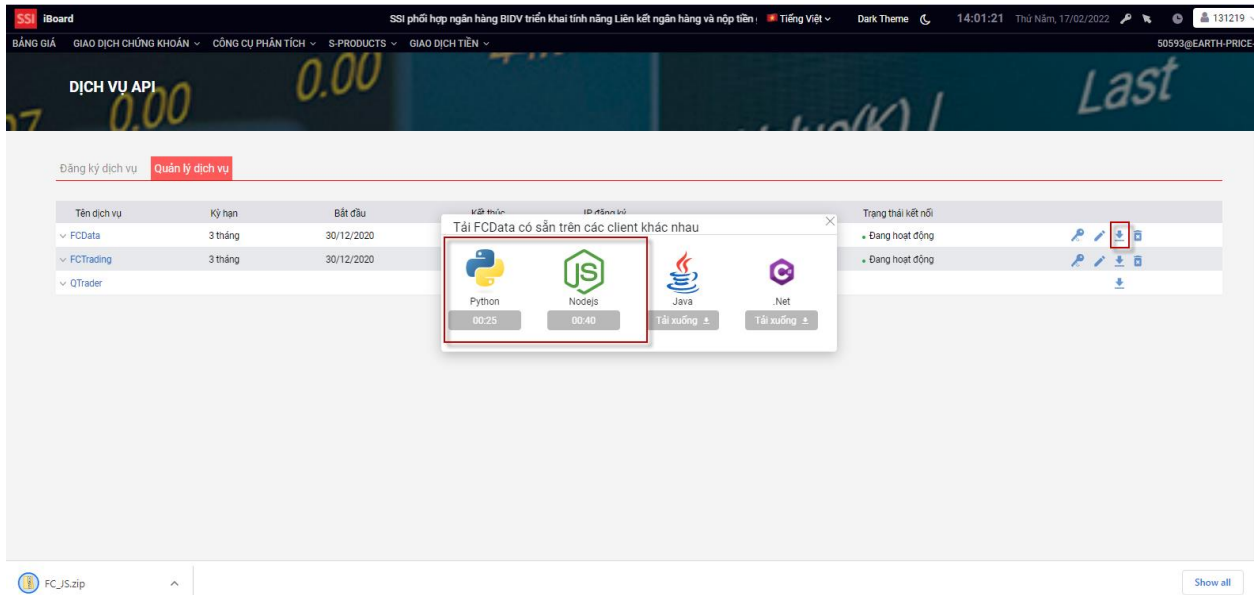 SSI iBoard SSI phối hợp ngân hàng BIDV triển khai tính năng Liên kết ngân hàng và nộp tiền Tiếng Việt Dark Theme 14:01:21 Thứ Năm, 17/02/2022 131219
BẢNG GIÁ GIAO DỊCH CHỨNG KHOÁN CÔNG CỤ PHÂN TÍCH S-PRODUCTS GIAO DỊCH TIỀN 50593@EARTH-PRICE-
DỊCH VỤ API
0.00 0.00 Last
07
Đăng ký dịch vụ Quản lý dịch vụ
Tên dịch vụ Kỳ hạn Bắt đầu Kết thúc IP đăng ký Trạng thái kết nối
FCData 3 tháng 30/12/2020 Đang hoạt động
FCTrading 3 tháng 30/12/2020 Đang hoạt động
QTrader
Tải FCData có sẵn trên các client khác nhau
JS C
Python Nodejs Java .Net
00:25 00:40 Tải xuống Tải xuống
FC_JS.zip Show all